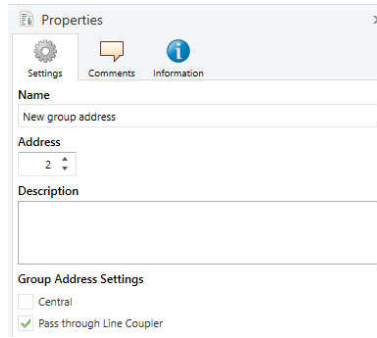 Properties
Settings Comments Information
Name
New group address
Address
2
Description
Group Address Settings
Central
Pass through Line Coupler